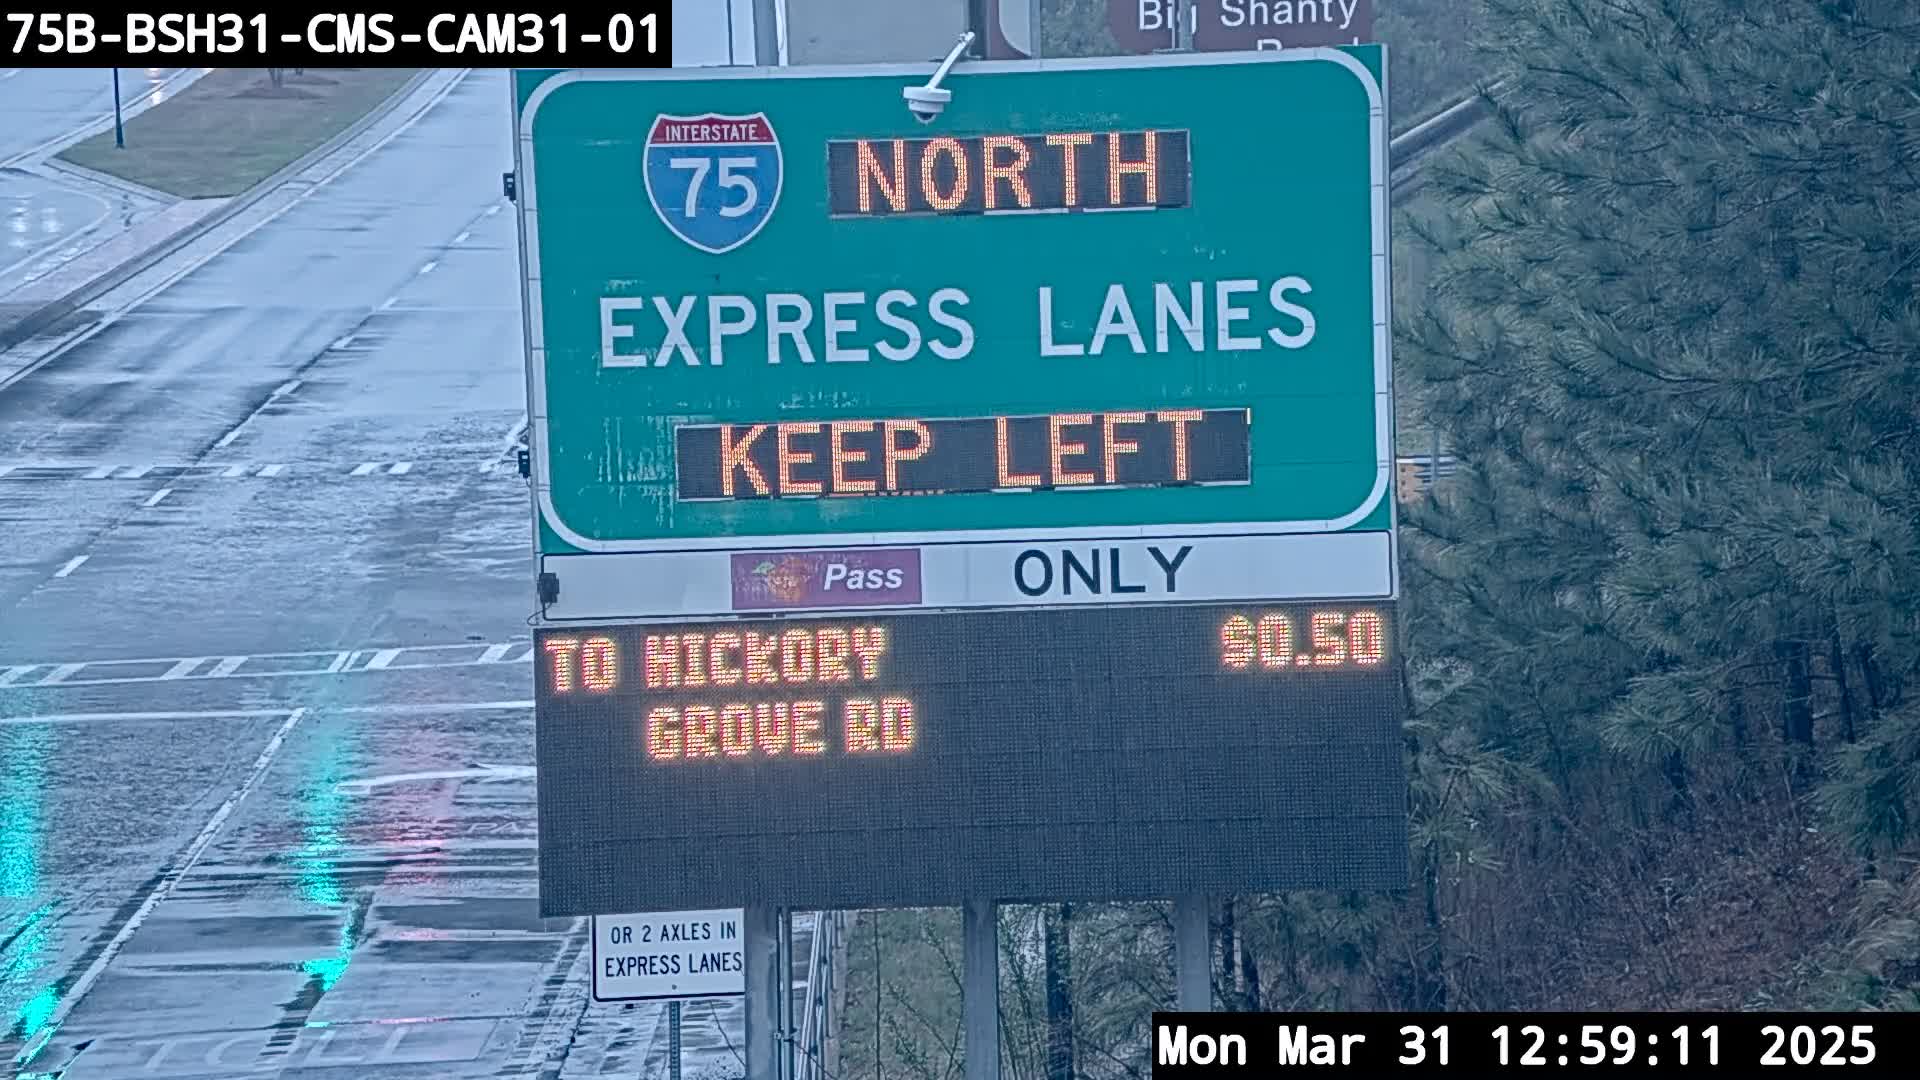 75B-BSH31-CMS-CAM31-01
Big Shanty
Road
INTERSTATE
75
NORTH
EXPRESS LANES
KEEP LEFT
Pass
ONLY
TO HICKORY $0.50
GROVE RD
OR 2 AXLES IN
EXPRESS LANES
Mon Mar 31 12:59:11 2025